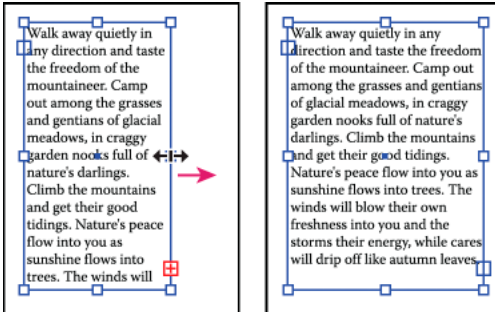 Walk away quietly in
any direction and taste
the freedom of the
mountaineer. Camp
out among the grasses
and gentians of glacial
meadows, in craggy
garden nooks full of
nature's darlings.
Climb the mountains
and get their good
tidings. Nature's peace
flow into you as
sunshine flows into
trees. The winds will
Walk away quietly in any
direction and taste the freedom
of the mountaineer. Camp out
among the grasses and gentians
of glacial meadows, in craggy
garden nooks full of nature's
darlings. Climb the mountains
and get their good tidings.
Nature's peace flow into you as
sunshine flows into trees. The
winds will blow their own
freshness into you and the
storms their energy, while cares
will drip off like autumn leaves.